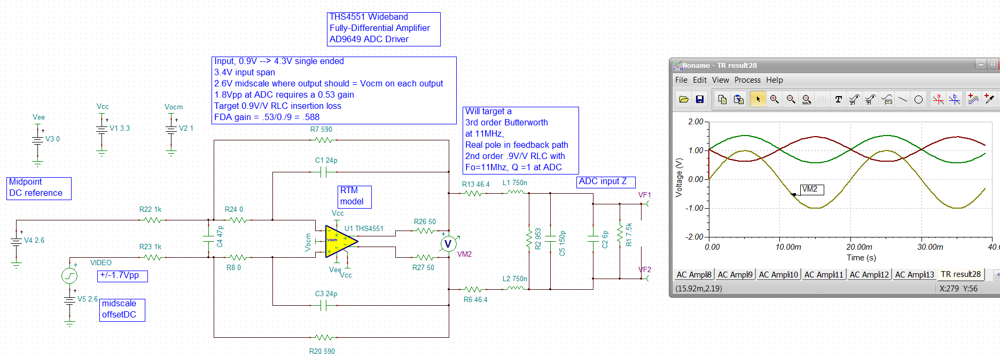 THS4551 Wideband
Fully-Differential Amplifier
AD9649 ADC Driver
Input, 0.9V --> 4.3V single ended
3.4V input span
2.6V midscale where output should = Vocm on each output
1.8Vpp at ADC requires a 0.53 gain
Target 0.9V/V RLC insertion loss
FDA gain = .53/0./9 = .588
Will target a
3rd order Butterworth
at 11MHz,
Real pole in feedback path
2nd order .9V/V RLC with
Fo=11Mhz, Q =1 at ADC
Vee
V3 0
Vcc
V1 3.3
Vocm
V2 1
Midpoint
DC reference
R7 590
C1 24p
RTM
model
R22 1k
R24 0
Vcc
U1 THS4551
R26 50
V4 2.6
C4 47p
Vocm
Vocm
V
VM2
R23 1k
R8 0
Vee
Vcc
R27 50
VIDEO
+/-1.7Vpp
V5 2.6
midscale
offsetDC
C3 24p
R20 590
R13 46.4
L1 750n
ADC input Z
VF1
R2 953
C5 150p
C2 6p
R1 7.5k
L2 750n
VF2
R6 46.4
Noname - TR result28
File Edit View Process Help
100%
T
a
b
2.00
1.00
0.00
-1.00
-2.00
Voltage (V)
VM2
0.00 10.00m 20.00m 30.00m 40.0
Time (s)
AC Ampli8 AC Ampli9 AC Ampli10 AC Ampli11 AC Ampli12 AC Ampli13 TR result28
(15.92m,2.19)
X:279 Y:56